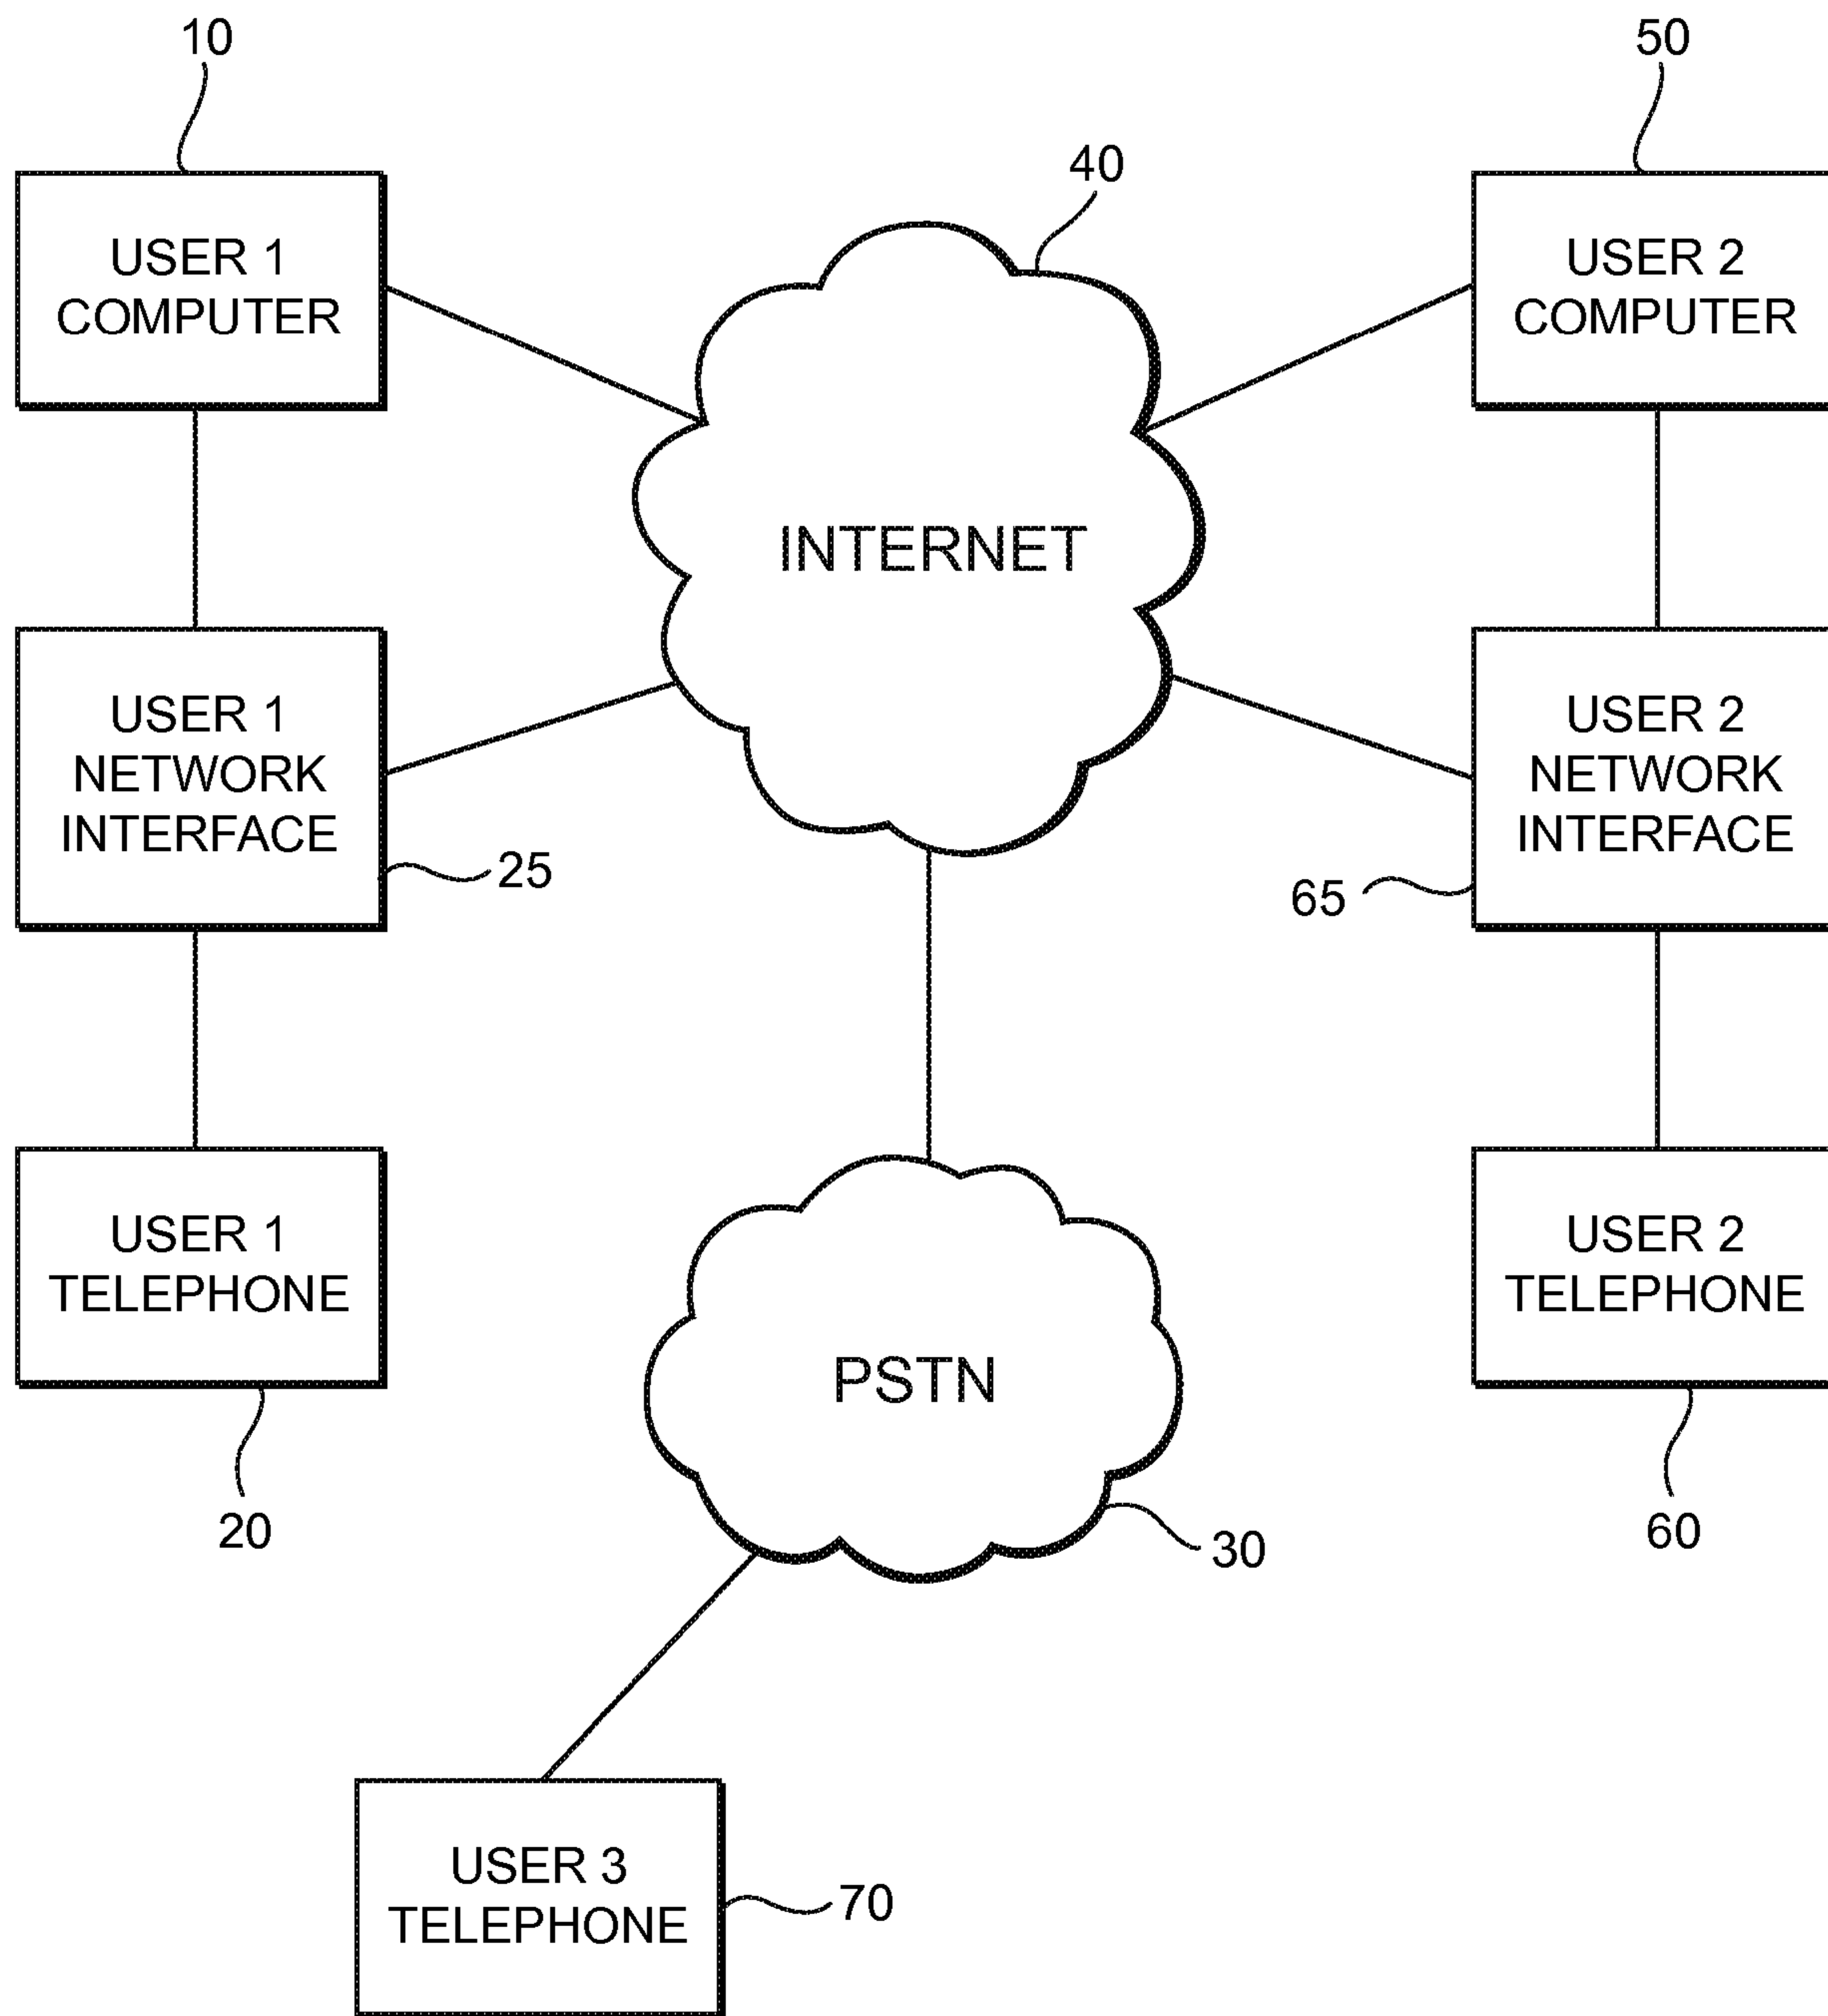 10
50
40
USER 1
COMPUTER
USER 2
COMPUTER
INTERNET
USER 1
NETWORK
INTERFACE
25
USER 2
NETWORK
INTERFACE
65
USER 1
TELEPHONE
20
USER 2
TELEPHONE
60
PSTN
30
USER 3
TELEPHONE
70